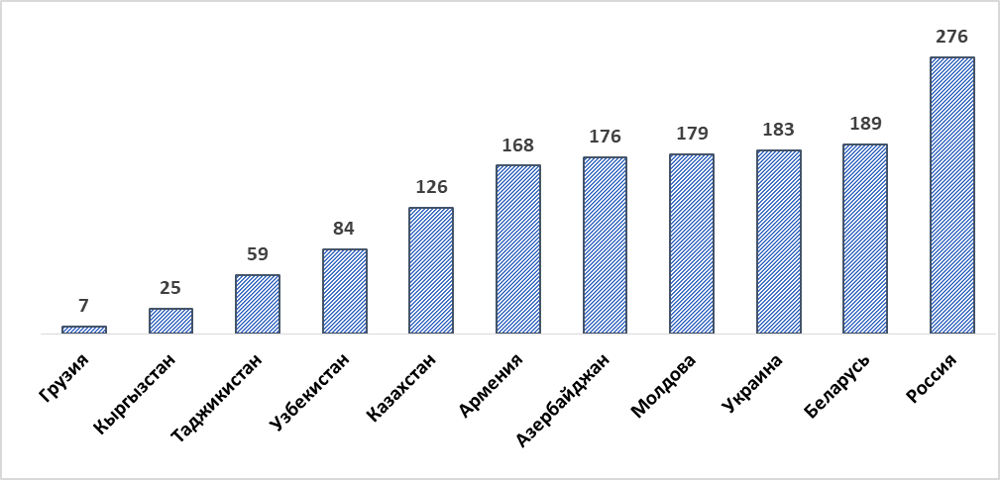 7
25
59
84
126
168
176
179
183
189
276
Грузия
Кыргызстан
Таджикистан
Узбекистан
Казахстан
Армения
Азербайджан
Молдова
Украина
Беларусь
Россия